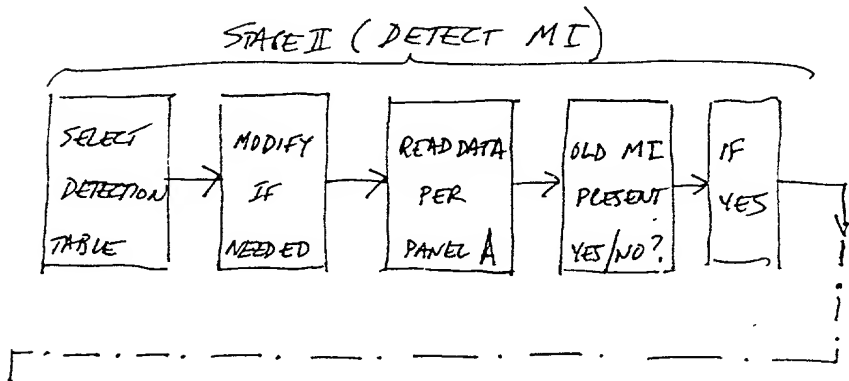 STAGE II (DETECT MI)
SELECT
DETECTION
TABLE
MODIFY
IF
NEEDED
READ DATA
PER
PANEL A
OLD MI
PRESENT
YES/NO?
IF
YES